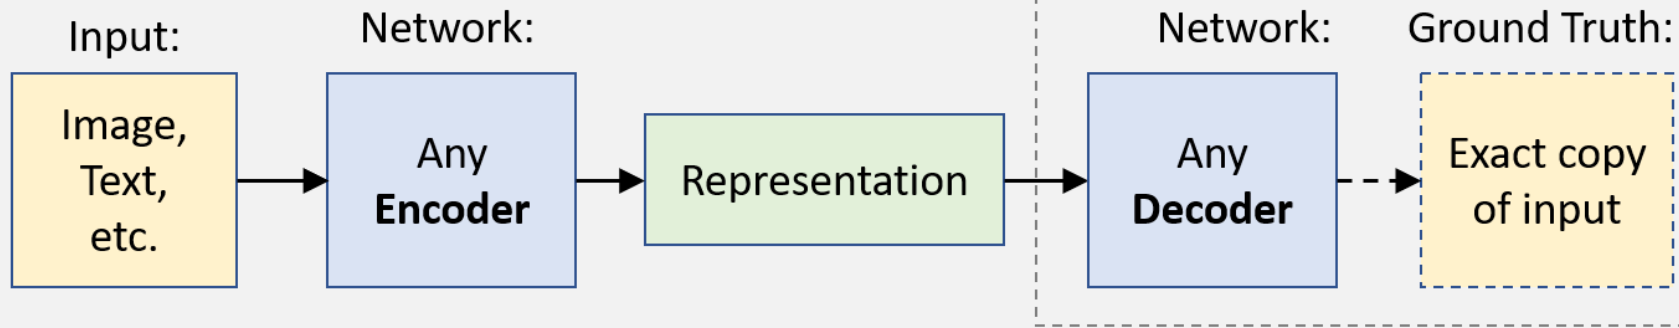 Input:
Network:
Network:
Ground Truth:
Image,
Text,
etc.
Any
Encoder
Representation
Any
Decoder
Exact copy
of input